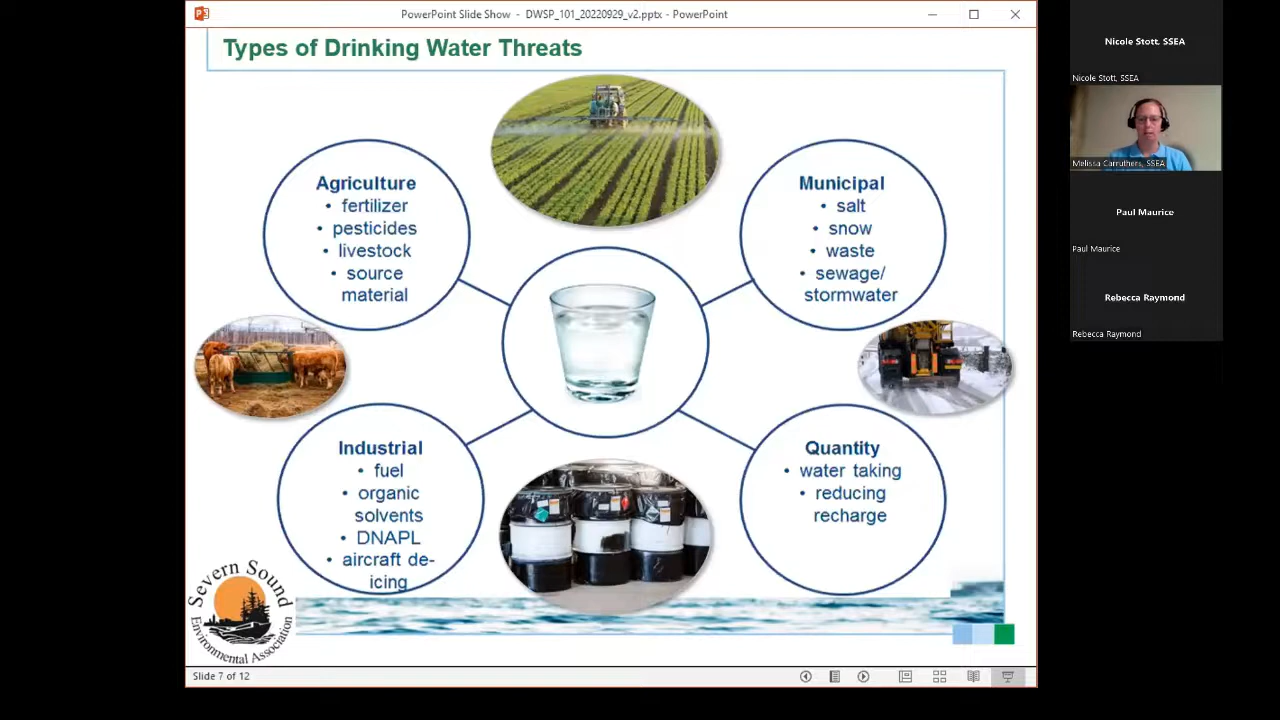 PowerPoint Slide Show - DWSP_101_20220929_v2.pptx - PowerPoint
Types of Drinking Water Threats
Agriculture
• fertilizer
• pesticides
• livestock
• source
material
Municipal
• salt
• snow
• waste
• sewage/
stormwater
Industrial
• fuel
• organic
solvents
• DNAPL
• aircraft de-
icing
Quantity
• water taking
• reducing
recharge
Severn Sound
Environmental Association
Slide 7 of 12
Nicole Stott, SSEA
Nicole Stott, SSEA
Melissa Carruthers, SSEA
Paul Maurice
Paul Maurice
Rebecca Raymond
Rebecca Raymond